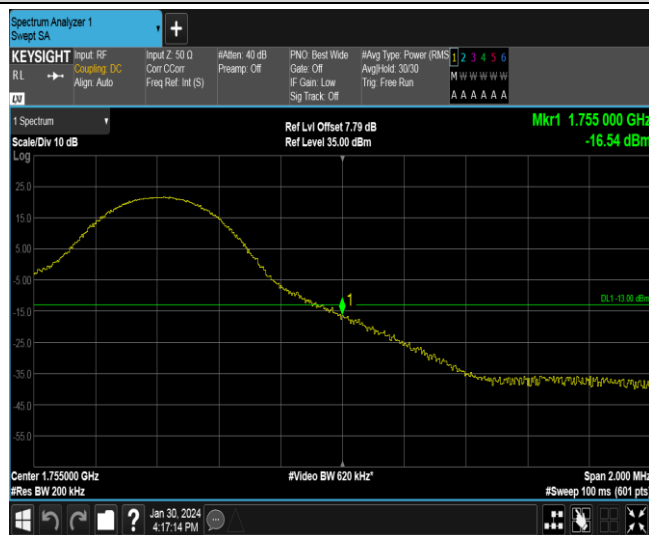 Spectrum Analyzer 1
Swept SA
+
KEYSIGHT
RL
LXI
Input: RF
Coupling: DC
Align: Auto
Input Z: 50 Ω
Corr CCorr
Freq Ref: Int (S)
#Atten: 40 dB
Preamp: Off
PNO: Best Wide
Gate: Off
IF Gain: Low
Sig Track: Off
#Avg Type: Power (RMS
Avg|Hold: 30/30
Trig: Free Run
1 2 3 4 5 6
M W W W W W
A A A A A A
1 Spectrum
Scale/Div 10 dB
Log
Ref Lvl Offset 7.79 dB
Ref Level 35.00 dBm
Mkr1 1.755 000 GHz
-16.54 dBm
25.0
15.0
5.00
-5.00
DL1 -13.00 dBm
1
-15.0
-25.0
-35.0
-45.0
-55.0
Center 1.755000 GHz
#Res BW 200 kHz
#Video BW 620 kHz*
Span 2.000 MHz
#Sweep 100 ms (601 pts)
?
Jan 30, 2024
4:17:14 PM